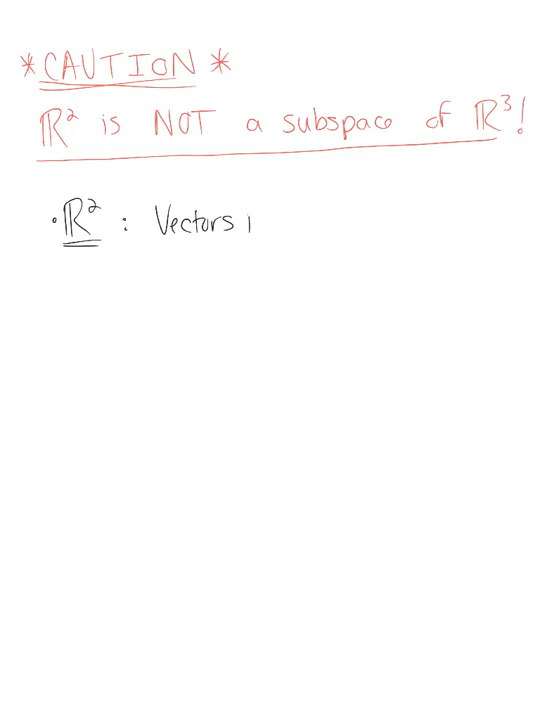 *CAUTION*
ℝ² is NOT a subspace of ℝ³!
• ℝ² : Vectors i